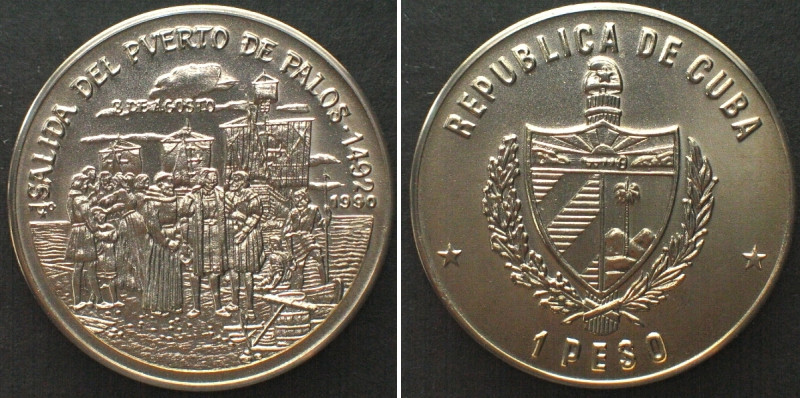 SALIDA DEL PVERTO DE PALOS · 1492
3 DE AGOSTO
1990
REPUBLICA DE CUBA
1 PESO